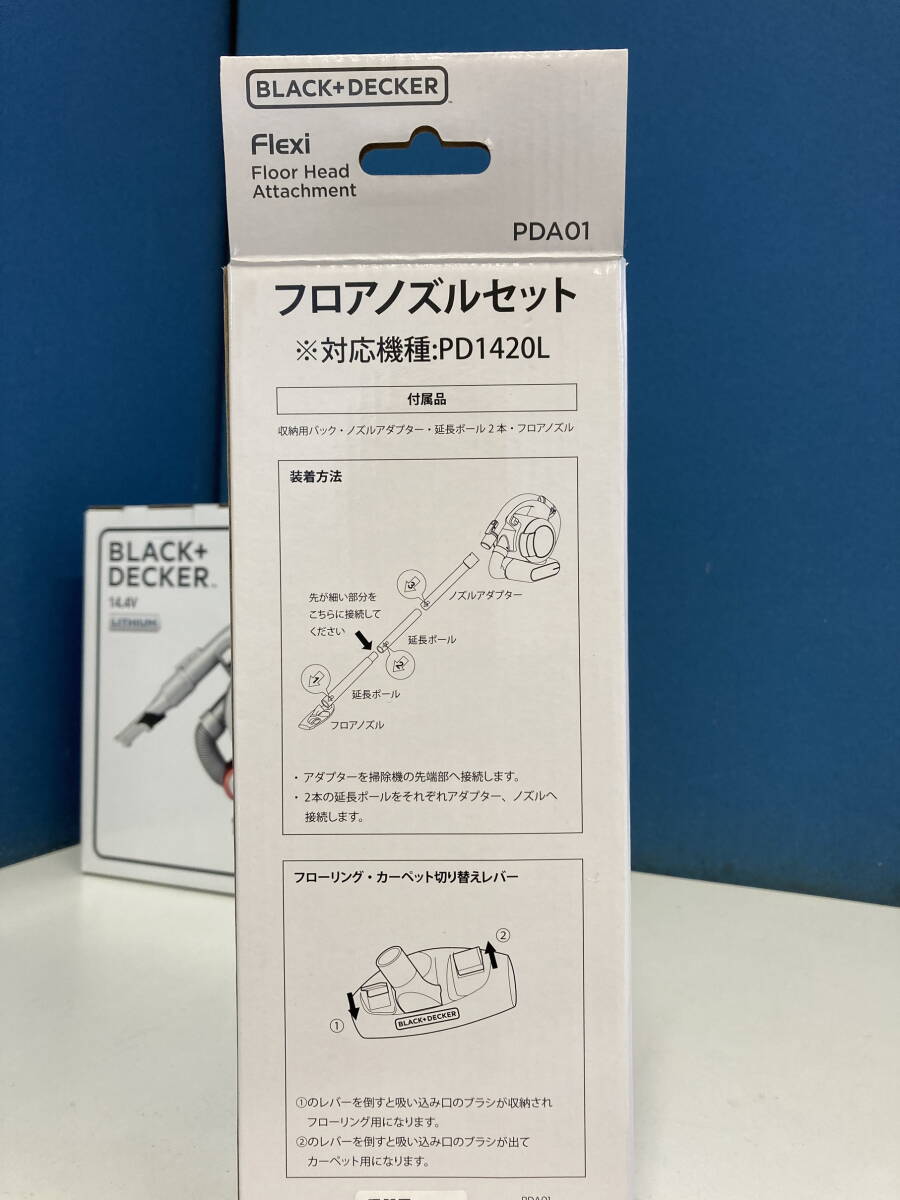 BLACK+DECKER
Flexi
Floor Head
Attachment
PDA01
フロアノズルセット
※対応機種:PD1420L
付属品
収納用バック・ノズルアダプター・延長ポール2本・フロアノズル
装着方法
先が細い部分を
こちらに接続して
ください
ノズルアダプター
3
延長ポール
2
1
延長ポール
フロアノズル
・アダプターを掃除機の先端部へ接続します。
・2本の延長ポールをそれぞれアダプター、ノズルへ
接続します。
フローリング・カーペット切り替えレバー
②
①
BLACK+DECKER
①のレバーを倒すと吸い込み口のブラシが収納され
フローリング用になります。
②のレバーを倒すと吸い込み口のブラシが出て
カーペット用になります。
PDA01
BLACK+
DECKER
14.4V
LITHIUM